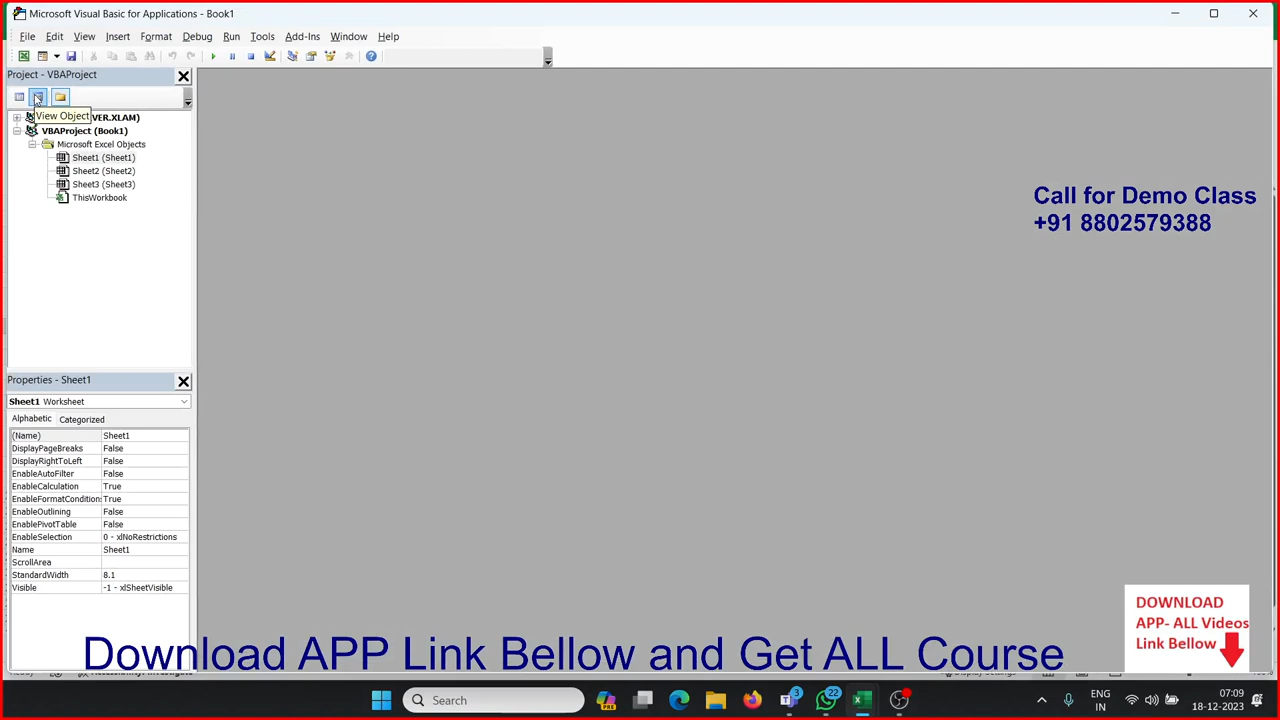 Microsoft Visual Basic for Applications - Book1
File Edit View Insert Format Debug Run Tools Add-Ins Window Help
Project - VBAProject
View Object
VER.XLAM)
VBAProject (Book1)
Microsoft Excel Objects
Sheet1 (Sheet1)
Sheet2 (Sheet2)
Sheet3 (Sheet3)
ThisWorkbook
Call for Demo Class
+91 8802579388
Properties - Sheet1
Sheet1 Worksheet
Alphabetic Categorized
(Name) Sheet1
DisplayPageBreaks False
DisplayRightToLeft False
EnableAutoFilter False
EnableCalculation True
EnableFormatConditions True
EnableOutlining False
EnablePivotTable False
EnableSelection 0 - xlNoRestrictions
Name Sheet1
ScrollArea
StandardWidth 8.1
Visible -1 - xlSheetVisible
DOWNLOAD
APP- ALL Videos
Link Bellow
Download APP Link Bellow and Get ALL Course
Search
PRE
3
22
ENG
IN
07:09
18-12-2023